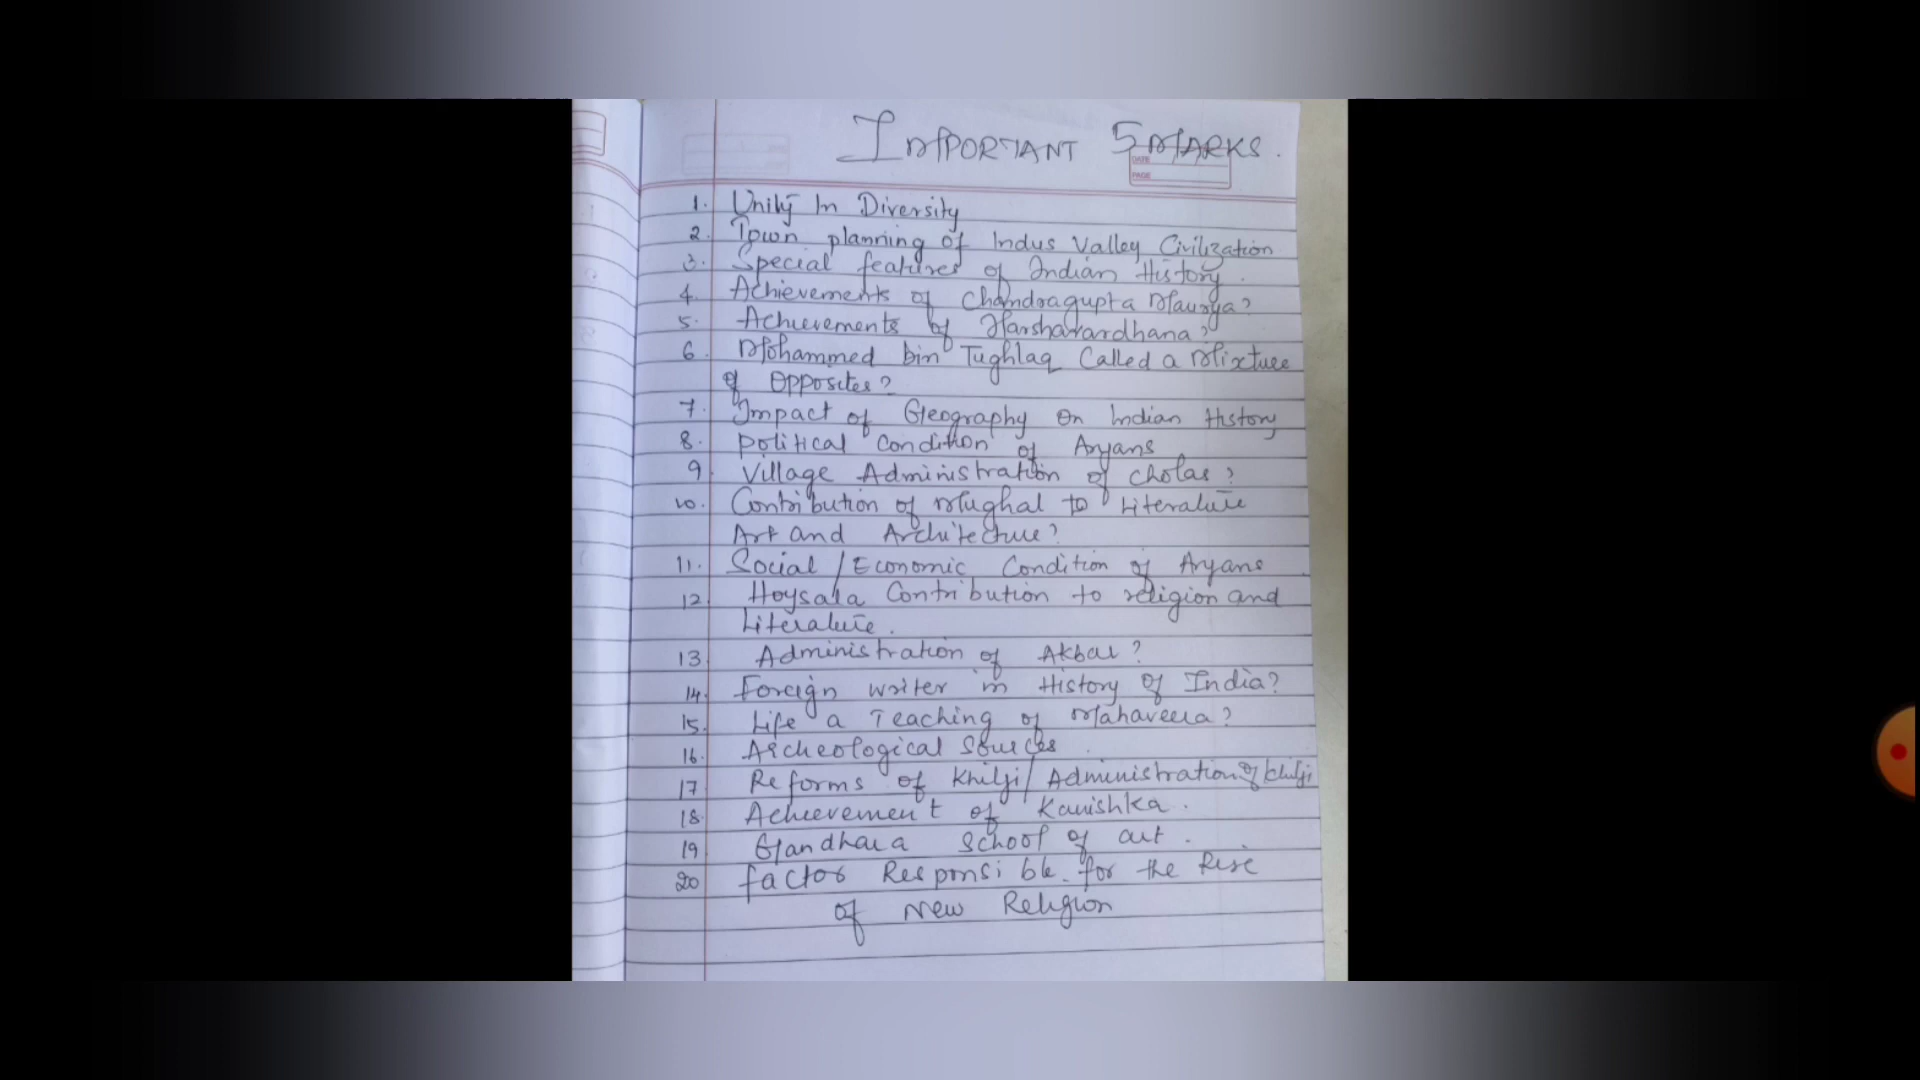 IMPORTANT 5 MARKS.
DATE
PAGE
1. Unity In Diversity
2. Town planning of Indus Valley Civilization
3. Special features of Indian History.
4. Achievements of Chandragupta Maurya?
5. Achievements of Harshavardhana?
6. Mohammed bin Tughlaq Called a Mixture
of Opposites?
7. Impact of Geography on Indian History
8. Political Condition of Aryans
9. Village Administration of Cholas?
10. Contribution of Mughal to Literature
Art and Architecture?
11. Social / Economic Condition of Aryans
12. Hoysala Contribution to religion and
Literature.
13. Administration of Akbar?
14. Foreign writer in History of India?
15. Life a Teaching of Mahaveera?
16. Archeological Sources
17. Reforms of Khilji / Administration of khilji
18. Achievement of Kanishka.
19. Gandhara School of art.
20. factor Responsible for the Rise
of New Religion